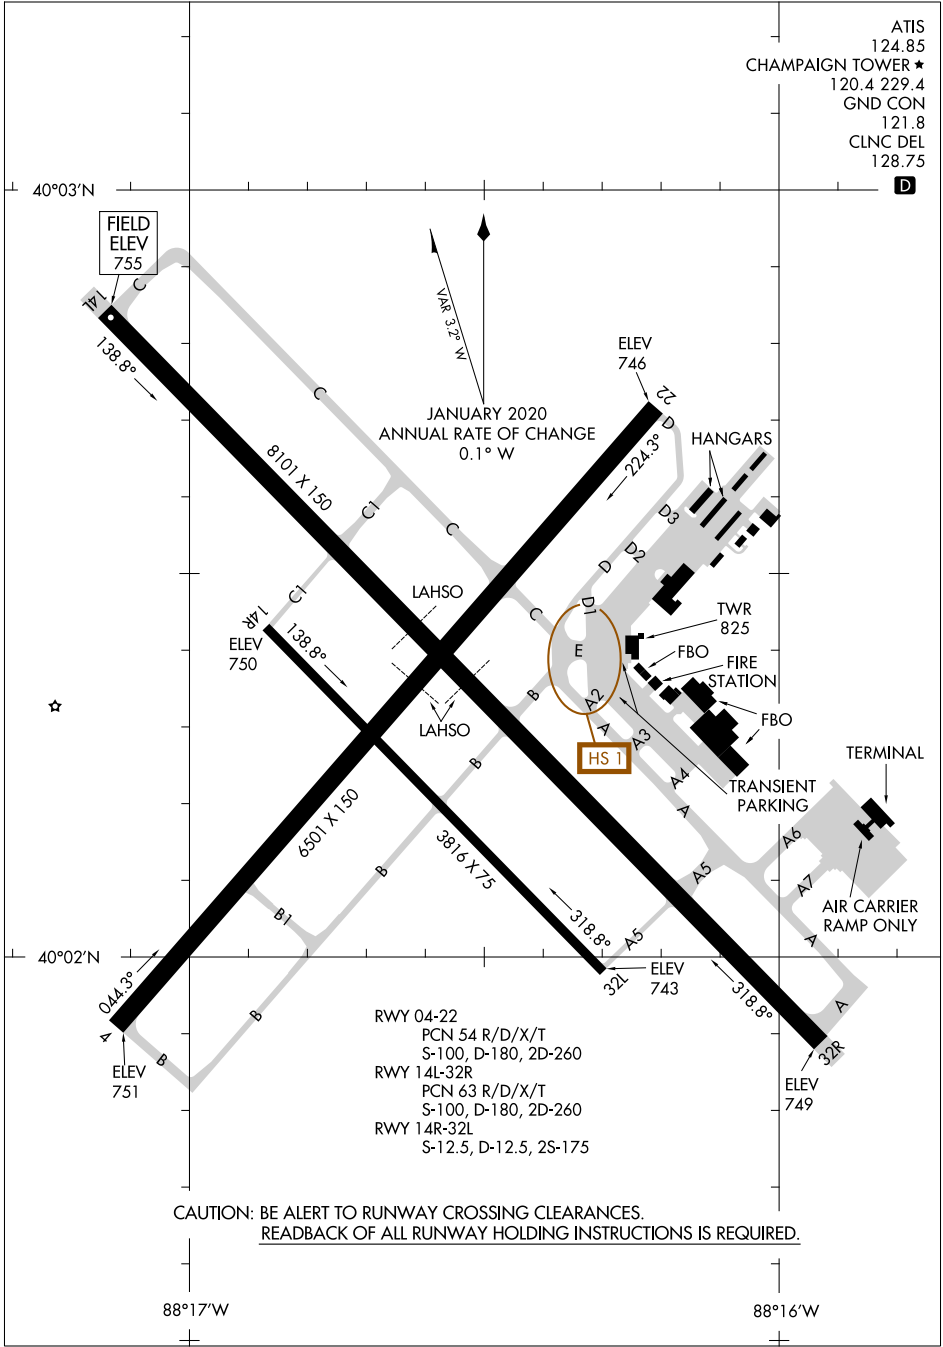 ATIS
124.85
CHAMPAIGN TOWER ★
120.4 229.4
GND CON
121.8
CLNC DEL
128.75
D
40°03'N
FIELD
ELEV
755
C
14L
138.8°
VAR 3.2° W
JANUARY 2020
ANNUAL RATE OF CHANGE
0.1° W
ELEV
746
22
D
224.3°
HANGARS
C
8101 X 150
C1
C
D3
D2
D
C1
14R
ELEV
750
138.8°
LAHSO
C
D1
E
TWR
825
FBO
FIRE
STATION
FBO
B
A2
A
A3
HS 1
LAHSO
B
A4
TRANSIENT
PARKING
TERMINAL
A
6501 X 150
3816 X 75
B
A6
A5
A7
AIR CARRIER
RAMP ONLY
B1
318.8°
A5
A
40°02'N
044.3°
32L
ELEV
743
318.8°
A
B
4
B
ELEV
751
32R
ELEV
749
RWY 04-22
PCN 54 R/D/X/T
S-100, D-180, 2D-260
RWY 14L-32R
PCN 63 R/D/X/T
S-100, D-180, 2D-260
RWY 14R-32L
S-12.5, D-12.5, 2S-175
CAUTION: BE ALERT TO RUNWAY CROSSING CLEARANCES.
READBACK OF ALL RUNWAY HOLDING INSTRUCTIONS IS REQUIRED.
88°17'W
88°16'W